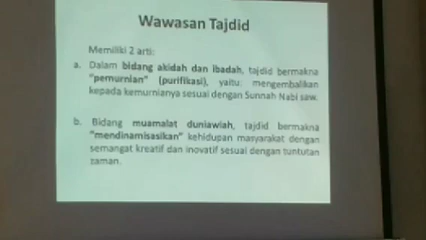 Wawasan Tajdid
Memiliki 2 arti:
a. Dalam bidang akidah dan ibadah, tajdid bermakna
"pemurnian" (purifikasi), yaitu mengembalikan
kepada kemurnianya sesuai dengan Sunnah Nabi saw.
b. Bidang muamalat duniawiah, tajdid bermakna
"mendinamisasikan" kehidupan masyarakat dengan
semangat kreatif dan inovatif sesuai dengan tuntutan
zaman.